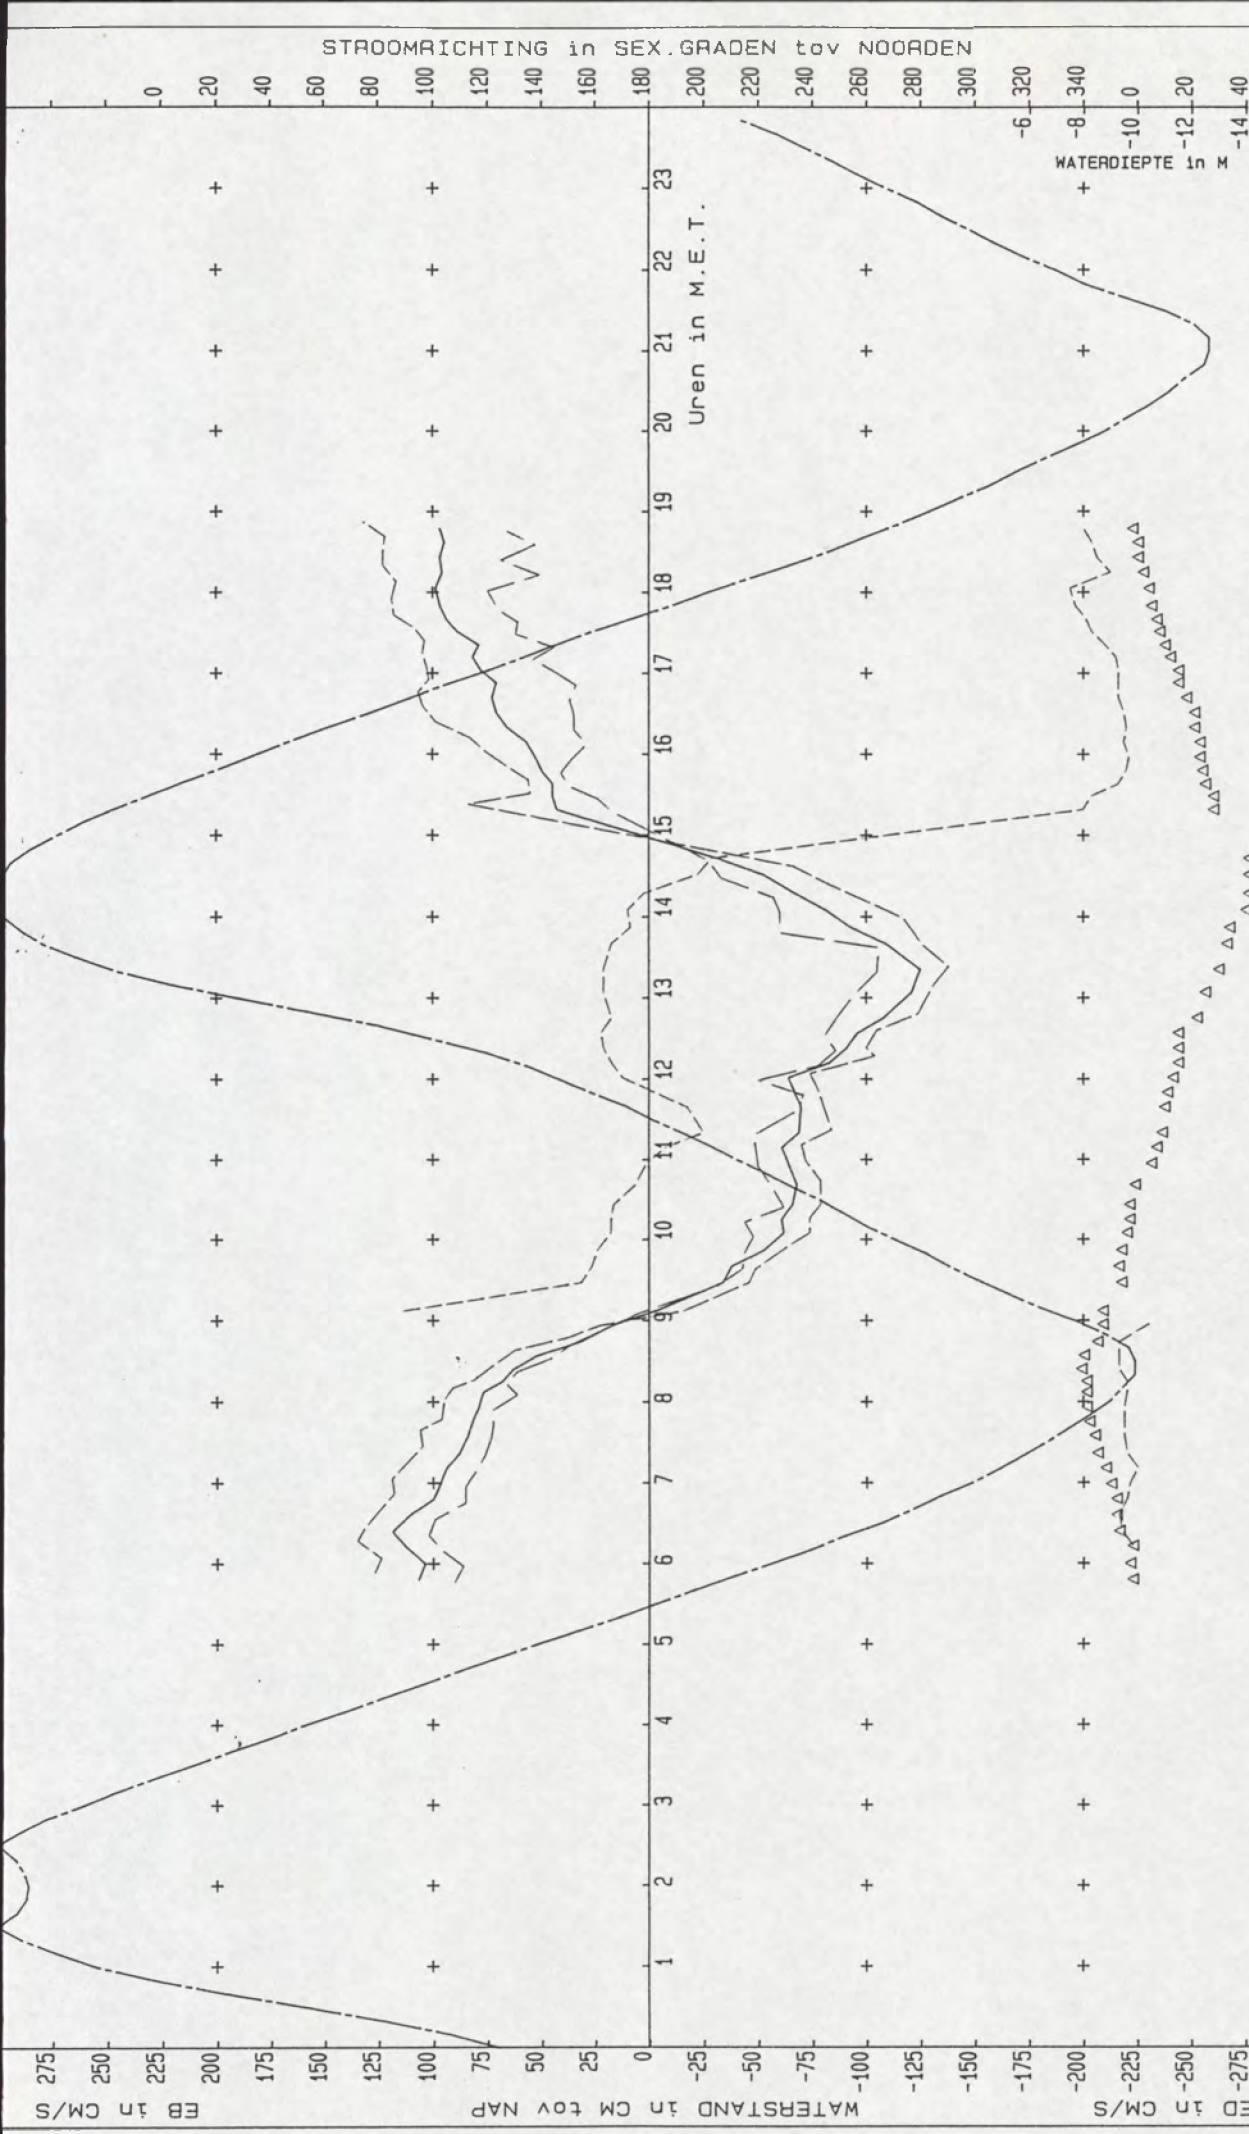 STROOMRICHTING in SEX.GRADEN tov NOORDEN
0 20 40 60 80 100 120 140 160 180 200 220 240 260 280 300 320 340 0 20 40
-6 -8 -10 -12 -14
WATERDIEPTE in M
Uren in M.E.T.
1 2 3 4 5 6 7 8 9 10 11 12 13 14 15 16 17 18 19 20 21 22 23
275 250 225 200 175 150 125 100 75 50 25 0 -25 -50 -75 -100 -125 -150 -175 -200 -225 -250 -275
EB in CM/S
WATERSTAND in CM tov NAP
ED in CM/S